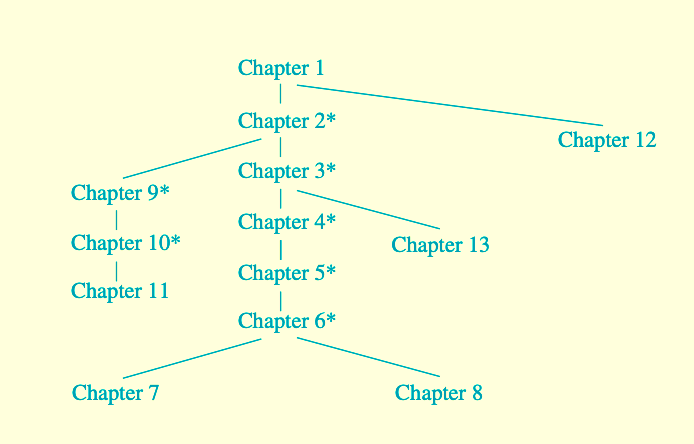 Chapter 1
Chapter 2*
Chapter 12
Chapter 3*
Chapter 9*
Chapter 4*
Chapter 10*
Chapter 13
Chapter 5*
Chapter 11
Chapter 6*
Chapter 7
Chapter 8